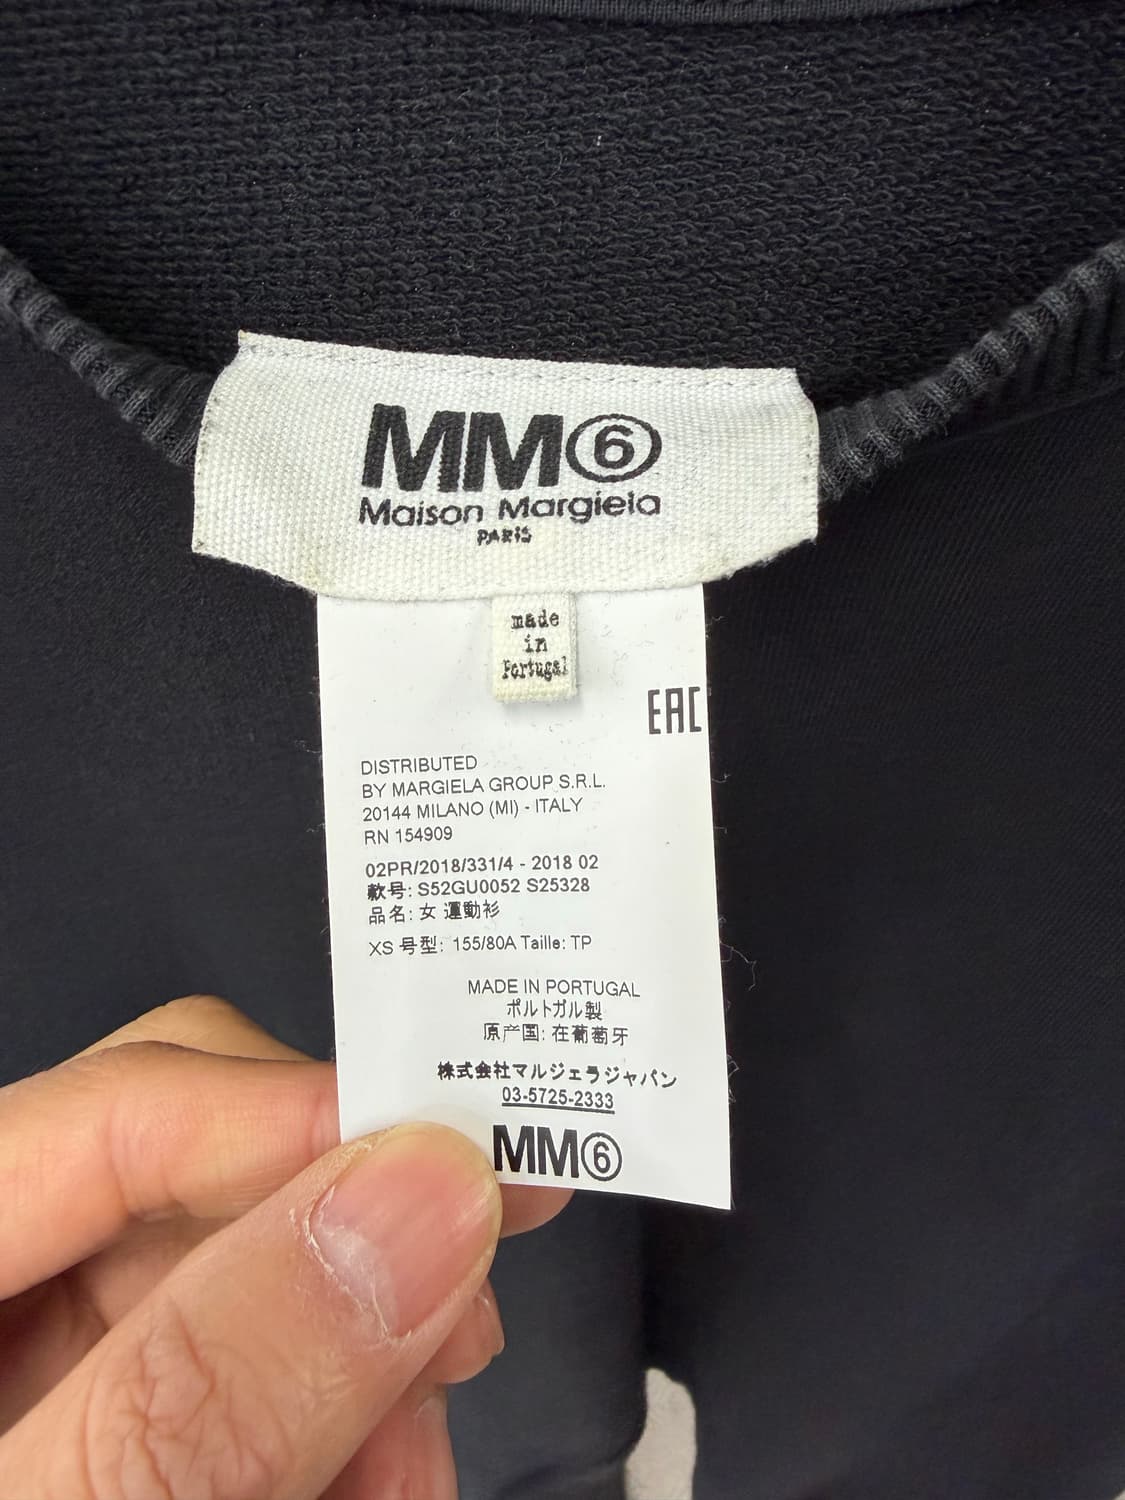 MM⑥
Maison Margiela
PARiS
made
in
Portugal
EAC
DISTRIBUTED
BY MARGIELA GROUP S.R.L.
20144 MILANO (MI) - ITALY
RN 154909
02PR/2018/331/4 - 2018 02
款号: S52GU0052 S25328
品名: 女 運動衫
XS 号型: 155/80A Taille: TP
MADE IN PORTUGAL
ポルトガル製
原产国: 在葡萄牙
株式会社マルジェラジャパン
03-5725-2333
MM⑥